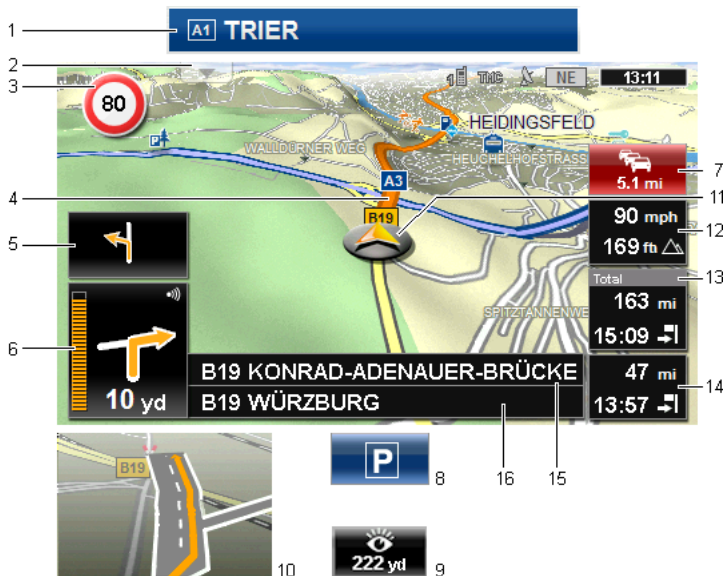 1
A1 TRIER
2
3
80
TMC
NE
13:11
HEIDINGSFELD
WALLDÜRNER WEG
HEUCHELHOFSTRASS
A3
5.1 mi
7
4
11
B19
90 mph
12
169 ft
5
Total
13
163 mi
SPITZTANNENWE
15:09
6
10 yd
B19 KONRAD-ADENAUER-BRÜCKE
47 mi
14
B19 WÜRZBURG
13:57
B19
P
8
16
15
222 yd
10
9